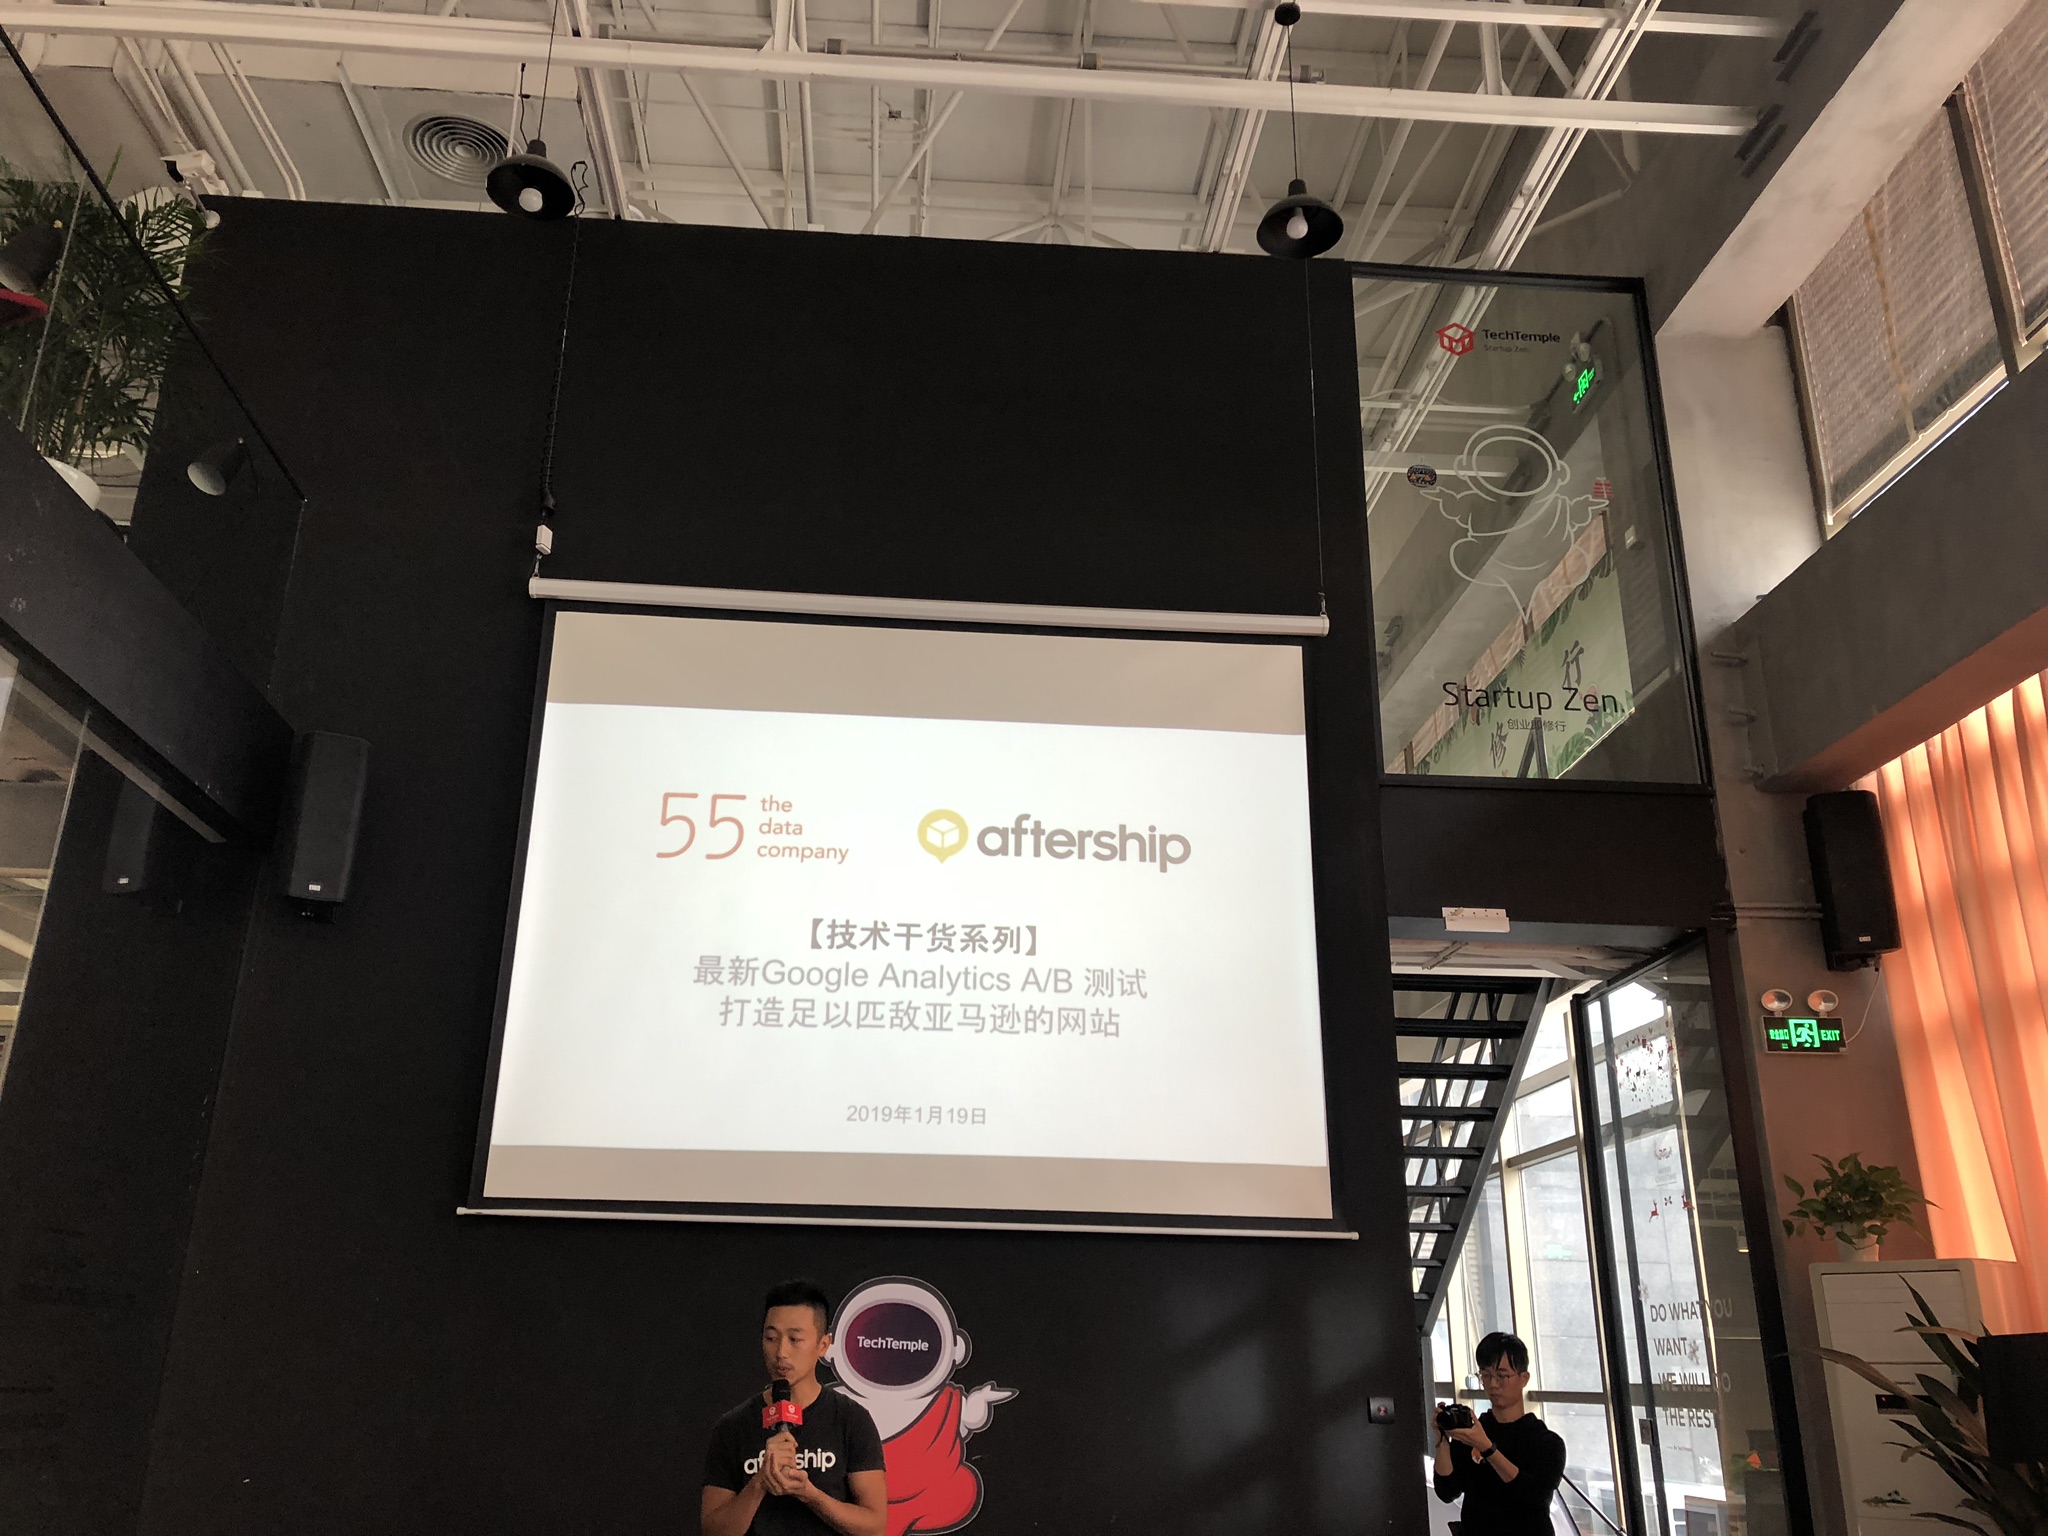 TechTemple
Startup Zen
行
修
Startup Zen.
创业即修行
55 the
data
company
aftership
【技术干货系列】
最新Google Analytics A/B 测试
打造足以匹敌亚马逊的网站
2019年1月19日
EXIT
TechTemple
aftership
DO WHAT YOU
WANT
WE WILL DO
THE REST